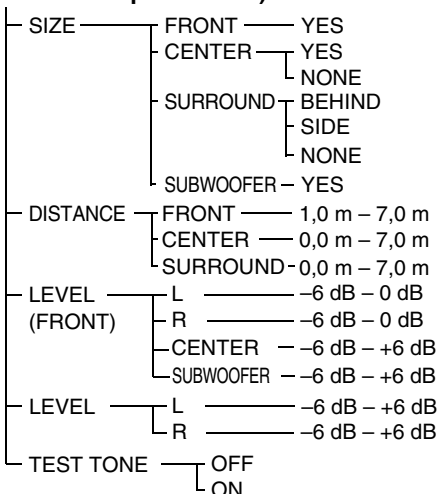 SIZE FRONT YES
CENTER YES
NONE
SURROUND BEHIND
SIDE
NONE
SUBWOOFER YES
DISTANCE FRONT 1,0 m – 7,0 m
CENTER 0,0 m – 7,0 m
SURROUND 0,0 m – 7,0 m
LEVEL L –6 dB – 0 dB
(FRONT) R –6 dB – 0 dB
CENTER –6 dB – +6 dB
SUBWOOFER –6 dB – +6 dB
LEVEL L –6 dB – +6 dB
R –6 dB – +6 dB
TEST TONE OFF
ON